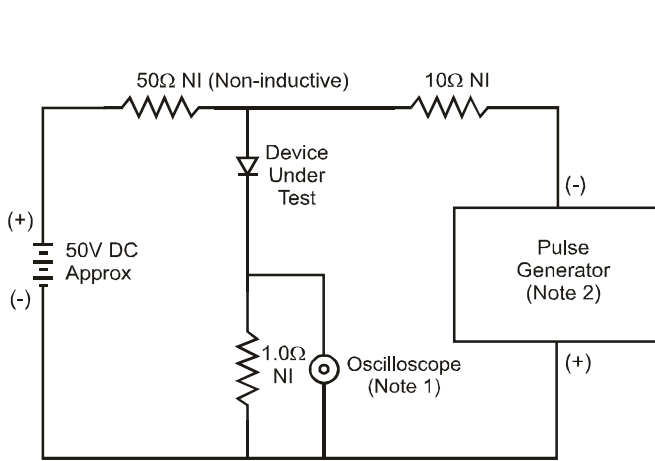 50Ω NI (Non-inductive)
10Ω NI
Device
Under
Test
(-)
(+)
50V DC
Approx
(-)
Pulse
Generator
(Note 2)
1.0Ω
NI
Oscilloscope
(Note 1)
(+)